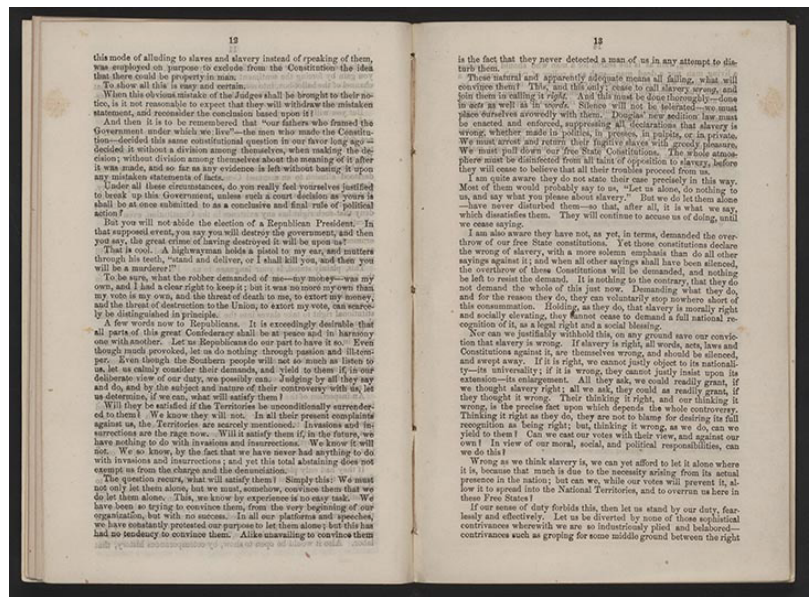 12
this mode of alluding to slaves and slavery instead of speaking of them,
was employed on purpose to exclude from the Constitution the idea
that there could be property in man.
To show all this is easy and certain.
When this obvious mistake of the Judges shall be brought to their no-
tice, is it not reasonable to expect that they will withdraw the mistaken
statement, and reconsider the conclusion based upon it?
And then it is to be remembered that "our fathers who framed the
Government under which we live"—the men who made the Constitu-
tion—decided this same constitutional question in our favor long ago—
decided it without a division among themselves, when making the de-
cision; without division among themselves about the meaning of it after
it was made, and so far as any evidence is left without basing it upon
any mistaken statements of facts.
Under all these circumstances, do you really feel yourselves justified
to break up this Government, unless such a court decision as yours is
shall be at once submitted to as a conclusive and final rule of political
action?
But you will not abide the election of a Republican President. In
that supposed event, you say you will destroy the government, and then
you say, the great crime of having destroyed it will be upon us!
That is cool. A highwayman holds a pistol to my ear, and mutters
through his teeth, "stand and deliver, or I shall kill you, and then you
will be a murderer!"
To be sure, what the robber demanded of me—my money—was my
own, and I had a clear right to keep it; but it was no more my own than
my vote is my own, and the threat of death to me, to extort my money,
and the threat of destruction to the Union, to extort my vote, can scarce-
ly be distinguished in principle.
A few words now to Republicans. It is exceedingly desirable that
all parts of this great Confederacy shall be at peace and in harmony
one with another. Let us Republicans do our part to have it so. Even
though much provoked, let us do nothing through passion and ill tem-
per. Even though the Southern people will not so much as listen to
us, let us calmly consider their demands, and yield to them if, in our
deliberate view of our duty, we possibly can. Judging by all they say
and do, and by the subject and nature of their controversy with us, let
us determine, if we can, what will satisfy them?
Will they be satisfied if the Territories be unconditionally surrender-
ed to them? We know they will not. In all their present complaints
against us, the Territories are scarcely mentioned. Invasions and in-
surrections are the rage now. Will it satisfy them if, in the future, we
have nothing to do with invasions and insurrections? We know it will
not. We so know, by the fact that we have never had anything to do
with invasions and insurrections; and yet this total abstaining does not
exempt us from the charge and the denunciation.
The question recurs, what will satisfy them? Simply this: We must
not only let them alone, but we must, somehow, convince them that we
do let them alone. This, we know by experience is no easy task. We
have been so trying to convince them, from the very beginning of our
organization, but with no success. In all our platforms and speeches,
we have constantly protested our purpose to let them alone; but this has
had no tendency to convince them. Alike unavailing to convince them
13
is the fact that they never detected a man of us in any attempt to dis-
turb them.
These natural and apparently adequate means all failing, what will
convince them? This, and this only: cease to call slavery wrong, and
join them in calling it right. And this must be done thoroughly—done
in acts as well as in words. Silence will not be tolerated—we must
place ourselves avowedly with them. Douglas' new sedition law must
be enacted and enforced, suppressing all declarations that slavery is
wrong, whether made in politics, in presses, in pulpits, or in private.
We must arrest and return their fugitive slaves with greedy pleasure.
We must pull down our free State Constitutions. The whole atmos-
phere must be disinfected from all taint of opposition to slavery, before
they will cease to believe that all their troubles proceed from us.
I am quite aware they do not state their case precisely in this way.
Most of them would probably say to us, "Let us alone, do nothing to
us, and say what you please about slavery." But we do let them alone
—have never disturbed them—so that, after all, it is what we say,
which dissatisfies them. They will continue to accuse us of doing, until
we cease saying.
I am also aware they have not, as yet, in terms, demanded the over-
throw of our free State constitutions. Yet those constitutions declare
the wrong of slavery, with a more solemn emphasis than do all other
sayings against it; and when all other sayings shall have been silenced,
the overthrow of these Constitutions will be demanded, and nothing
be left to resist the demand. It is nothing to the contrary, that they do
not demand the whole of this just now. Demanding what they do,
and for the reason they do, they can voluntarily stop nowhere short of
this consummation. Holding, as they do, that slavery is morally right
and socially elevating, they cannot cease to demand a full national re-
cognition of it, as a legal right and a social blessing.
Nor can we justifiably withhold this, on any ground save our convic-
tion that slavery is wrong. If slavery is right, all words, acts, laws and
Constitutions against it, are themselves wrong, and should be silenced,
and swept away. If it is right, we cannot justly object to its nationali-
ty—its universality; if it is wrong, they cannot justly insist upon its
extension—its enlargement. All they ask, we could readily grant, if
we thought slavery right; all we ask, they could as readily grant, if
they thought it wrong. Their thinking it right, and our thinking it
wrong, is the precise fact upon which depends the whole controversy.
Thinking it right as they do, they are not to blame for desiring its full
recognition as being right; but, thinking it wrong, as we do, can we
yield to them? Can we cast our votes with their view, and against our
own? In view of our moral, social, and political responsibilities, can
we do this?
Wrong as we think slavery is, we can yet afford to let it alone where
it is, because that much is due to the necessity arising from its actual
presence in the nation; but can we, while our votes will prevent it, al-
low it to spread into the National Territories, and to overrun us here in
these Free States?
If our sense of duty forbids this, then let us stand by our duty, fear-
lessly and effectively. Let us be diverted by none of those sophistical
contrivances wherewith we are so industriously plied and belabored—
contrivances such as groping for some middle ground between the right